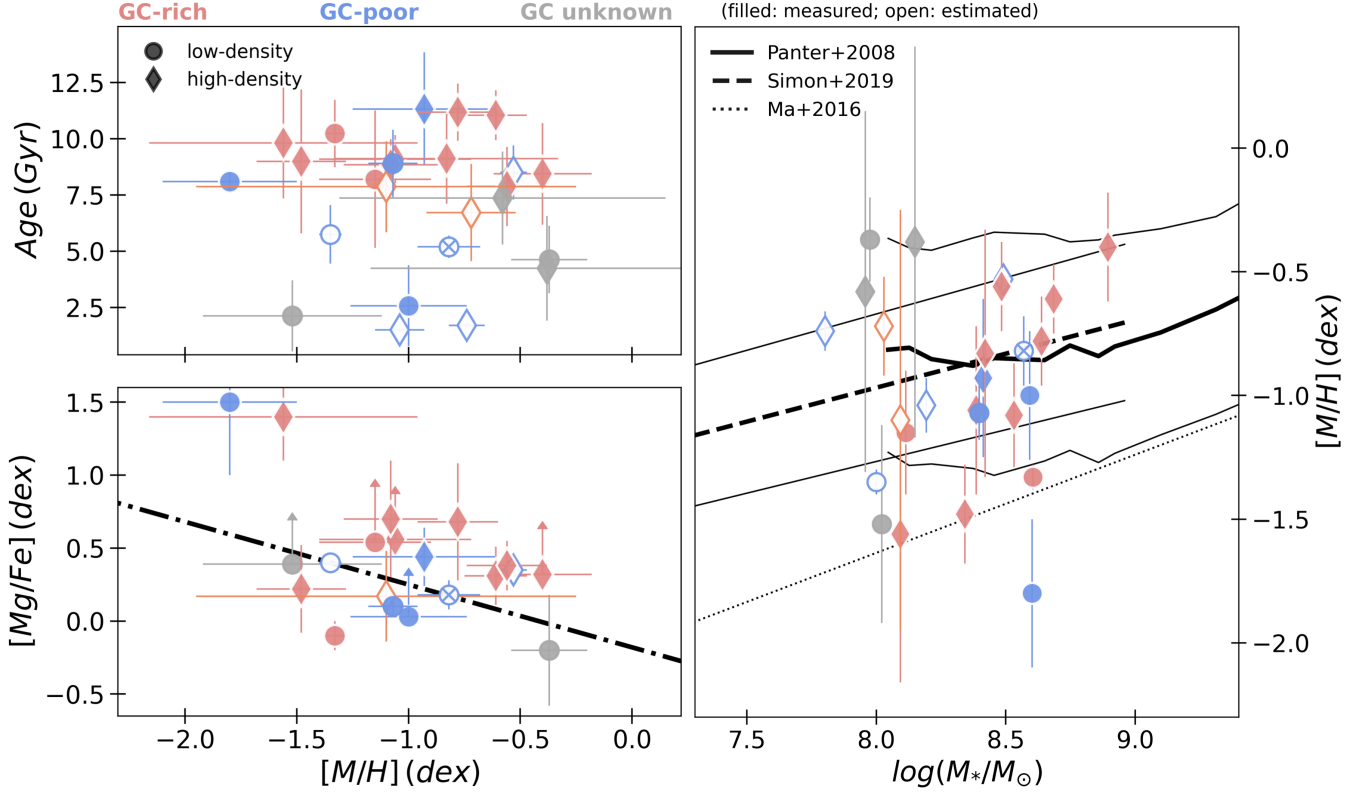 GC-rich GC-poor GC unknown (filled: measured; open: estimated)
low-density
high-density
12.5
10.0
7.5
5.0
2.5
Age (Gyr)
1.5
1.0
0.5
0.0
−0.5
[Mg/Fe] (dex)
−2.0 −1.5 −1.0 −0.5 0.0
[M/H] (dex)
Panter+2008
Simon+2019
Ma+2016
0.0
−0.5
−1.0
−1.5
−2.0
[M/H] (dex)
7.5 8.0 8.5 9.0
log(M*/M⊙)